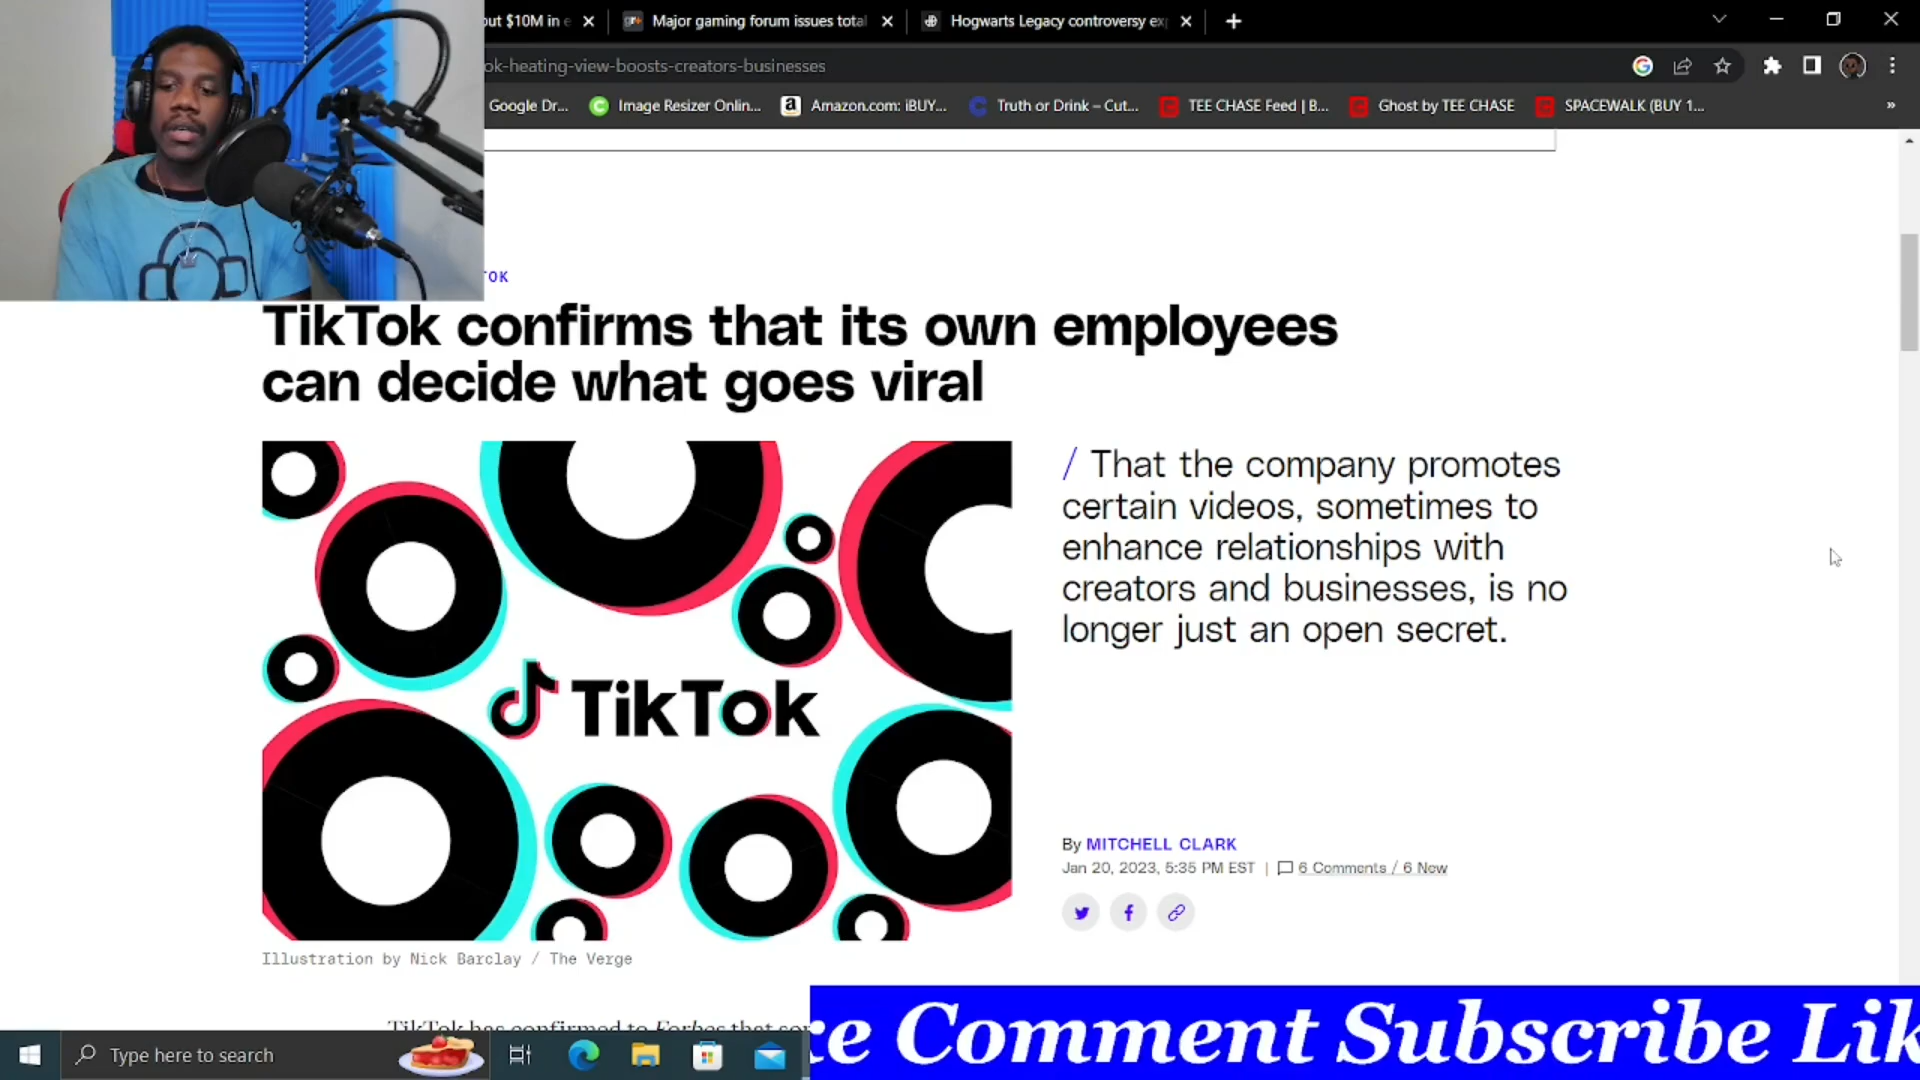 out $10M in e
Major gaming forum issues total
Hogwarts Legacy controversy ex
ok-heating-view-boosts-creators-businesses
Google Dr...
Image Resizer Onlin...
Amazon.com: iBUY...
Truth or Drink – Cut...
TEE CHASE Feed | B...
Ghost by TEE CHASE
SPACEWALK (BUY 1...
TOK
TikTok confirms that its own employees
can decide what goes viral
TikTok
/ That the company promotes
certain videos, sometimes to
enhance relationships with
creators and businesses, is no
longer just an open secret.
By MITCHELL CLARK
Jan 20, 2023, 5:35 PM EST | 6 Comments / 6 New
Illustration by Nick Barclay / The Verge
TikTok has confirmed to Forbes that so
Type here to search
ke Comment Subscribe Lik